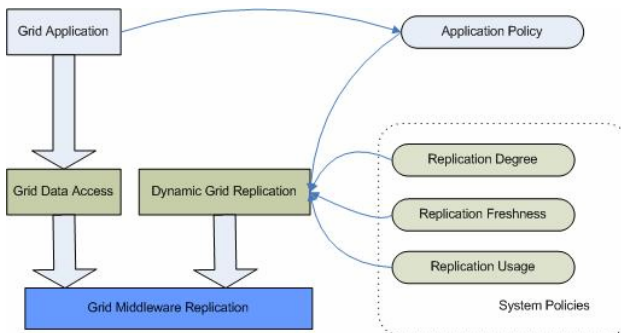 Grid Application
Application Policy
Replication Degree
Grid Data Access
Dynamic Grid Replication
Replication Freshness
Replication Usage
Grid Middleware Replication
System Policies